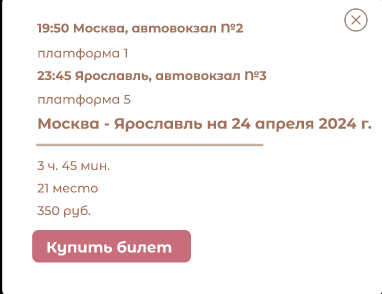 19:50 Москва, автовокзал №2
платформа 1
23:45 Ярославль, автовокзал №3
платформа 5
Москва - Ярославль на 24 апреля 2024 г.
3 ч. 45 мин.
21 место
350 руб.
Купить билет